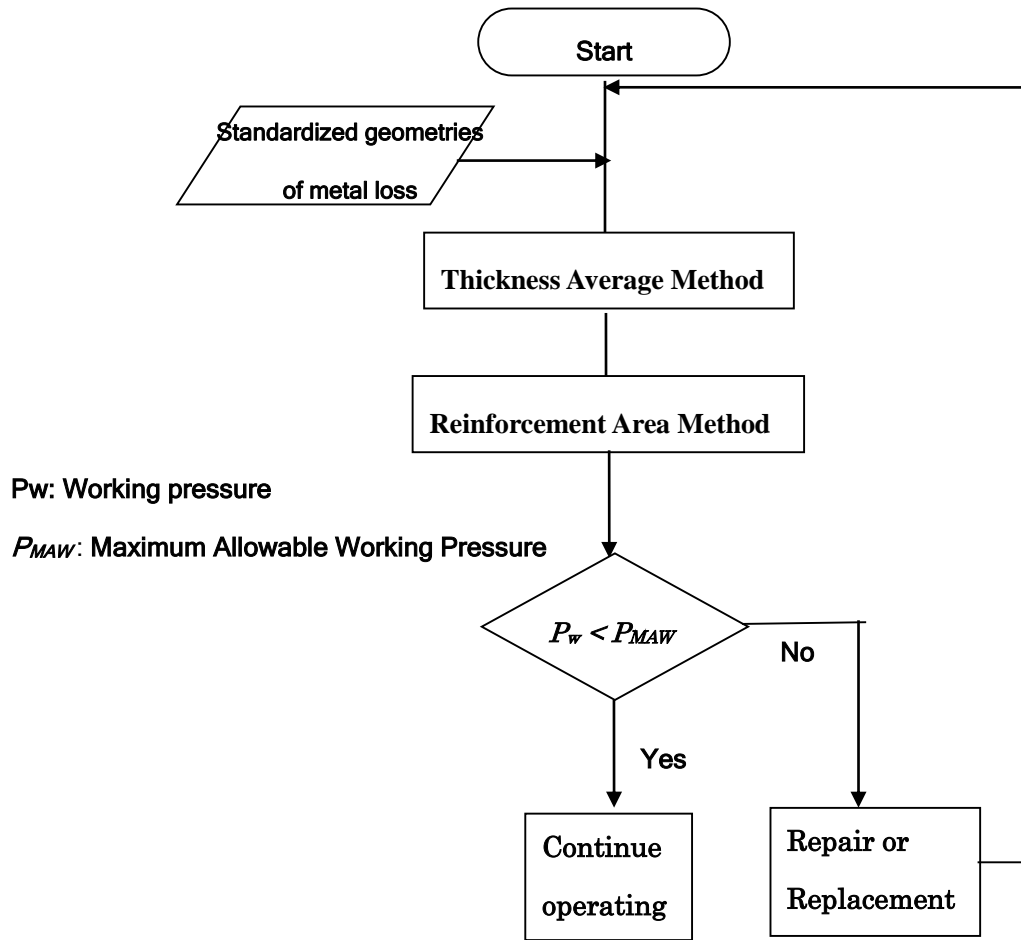 Start
Standardized geometries
of metal loss
Thickness Average Method
Reinforcement Area Method
Pw: Working pressure
PMAW: Maximum Allowable Working Pressure
Pw < PMAW
No
Yes
Continue
operating
Repair or
Replacement